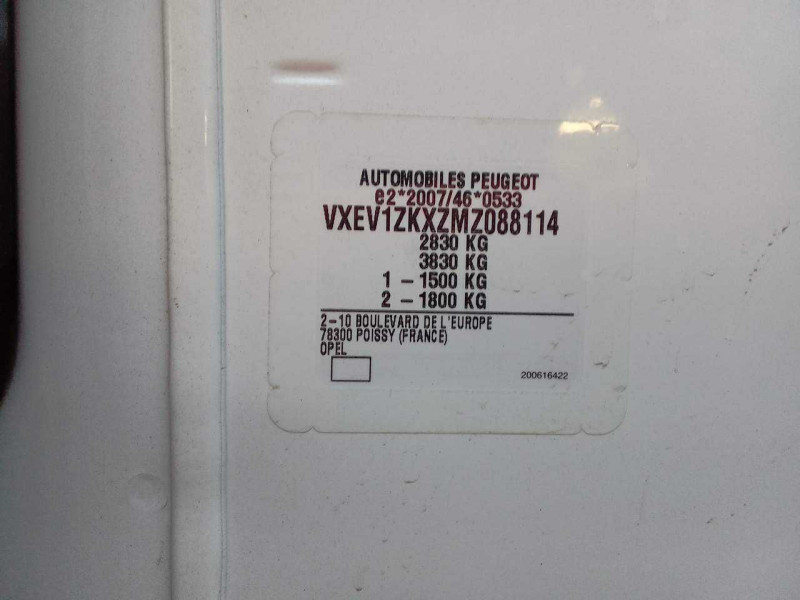 AUTOMOBILES PEUGEOT
e2*2007/46*0533
VXEV1ZKXZMZ088114
2830 KG
3830 KG
1 - 1500 KG
2 - 1800 KG
2-10 BOULEVARD DE L'EUROPE
78300 POISSY (FRANCE)
OPEL
200616422